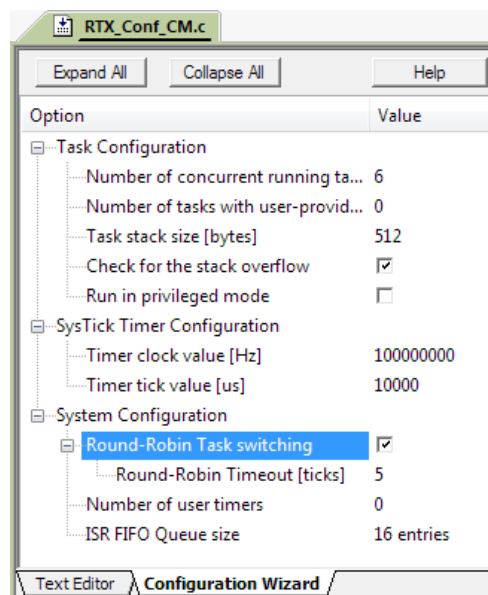 RTX_Conf_CM.c
Expand All Collapse All Help
Option Value
Task Configuration
Number of concurrent running ta... 6
Number of tasks with user-provid... 0
Task stack size [bytes] 512
Check for the stack overflow
Run in privileged mode
SysTick Timer Configuration
Timer clock value [Hz] 100000000
Timer tick value [us] 10000
System Configuration
Round-Robin Task switching
Round-Robin Timeout [ticks] 5
Number of user timers 0
ISR FIFO Queue size 16 entries
Text Editor Configuration Wizard